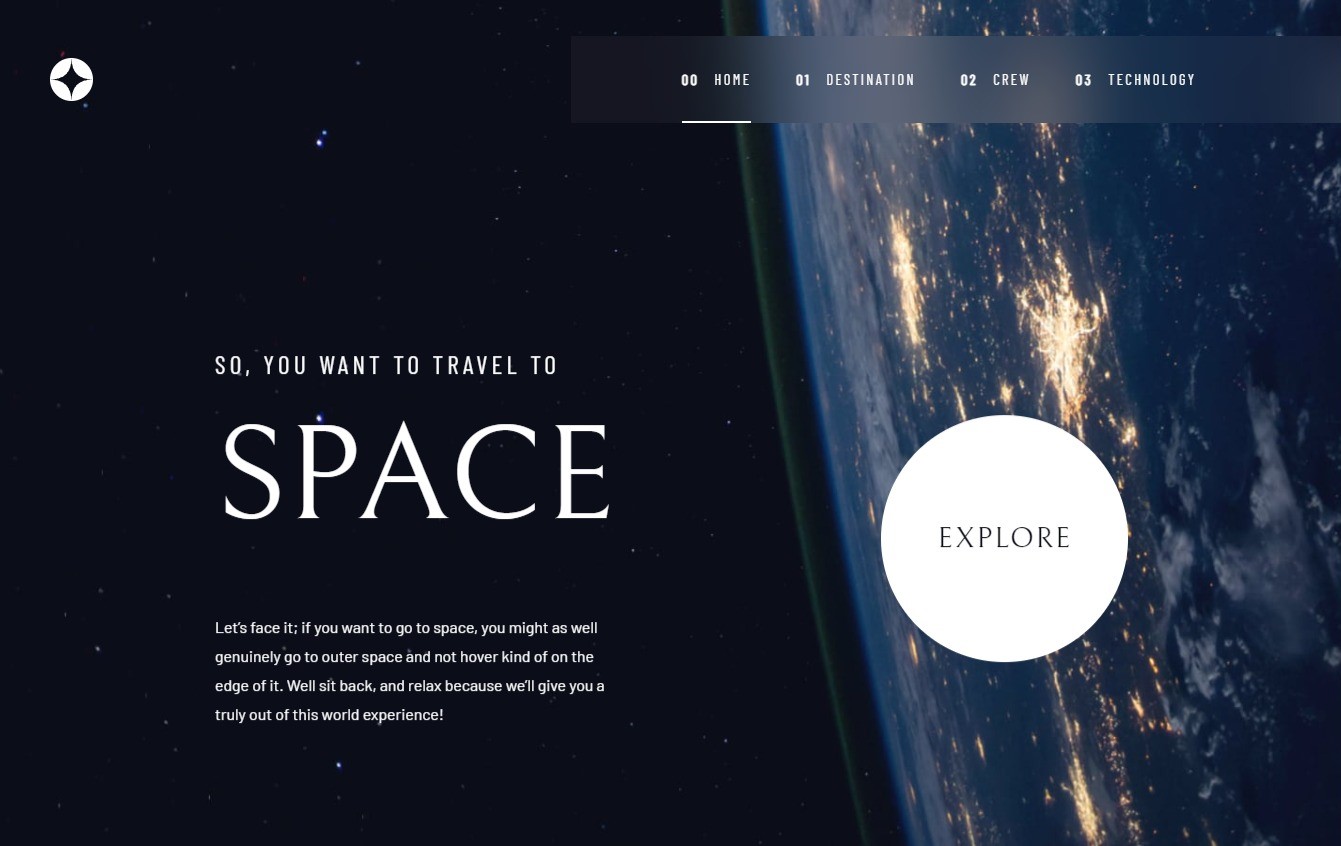 00 HOME 01 DESTINATION 02 CREW 03 TECHNOLOGY
SO, YOU WANT TO TRAVEL TO
SPACE
EXPLORE
Let’s face it; if you want to go to space, you might as well
genuinely go to outer space and not hover kind of on the
edge of it. Well sit back, and relax because we’ll give you a
truly out of this world experience!